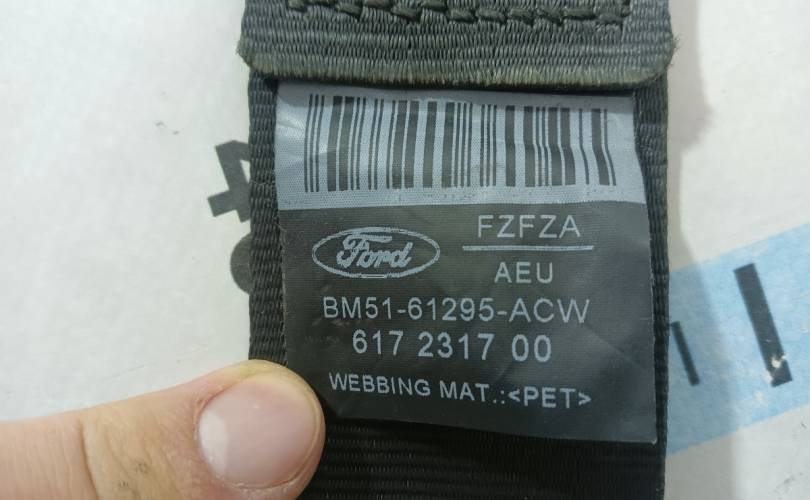 Ford
FZFZA
AEU
BM51-61295-ACW
617 2317 00
WEBBING MAT.:<PET>